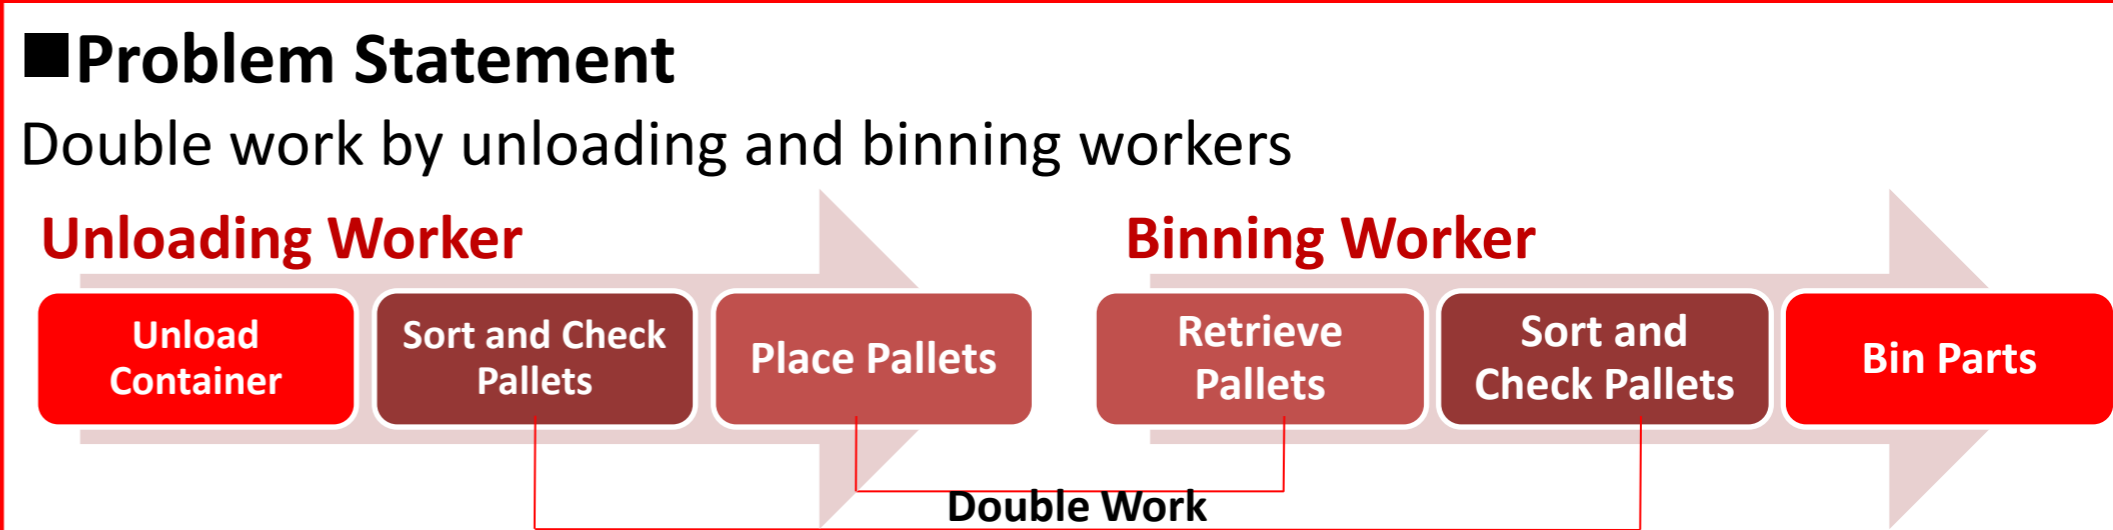 ■Problem Statement
Double work by unloading and binning workers
Unloading Worker
Unload
Container
Sort and Check
Pallets
Place Pallets
Binning Worker
Retrieve
Pallets
Sort and
Check Pallets
Bin Parts
Double Work